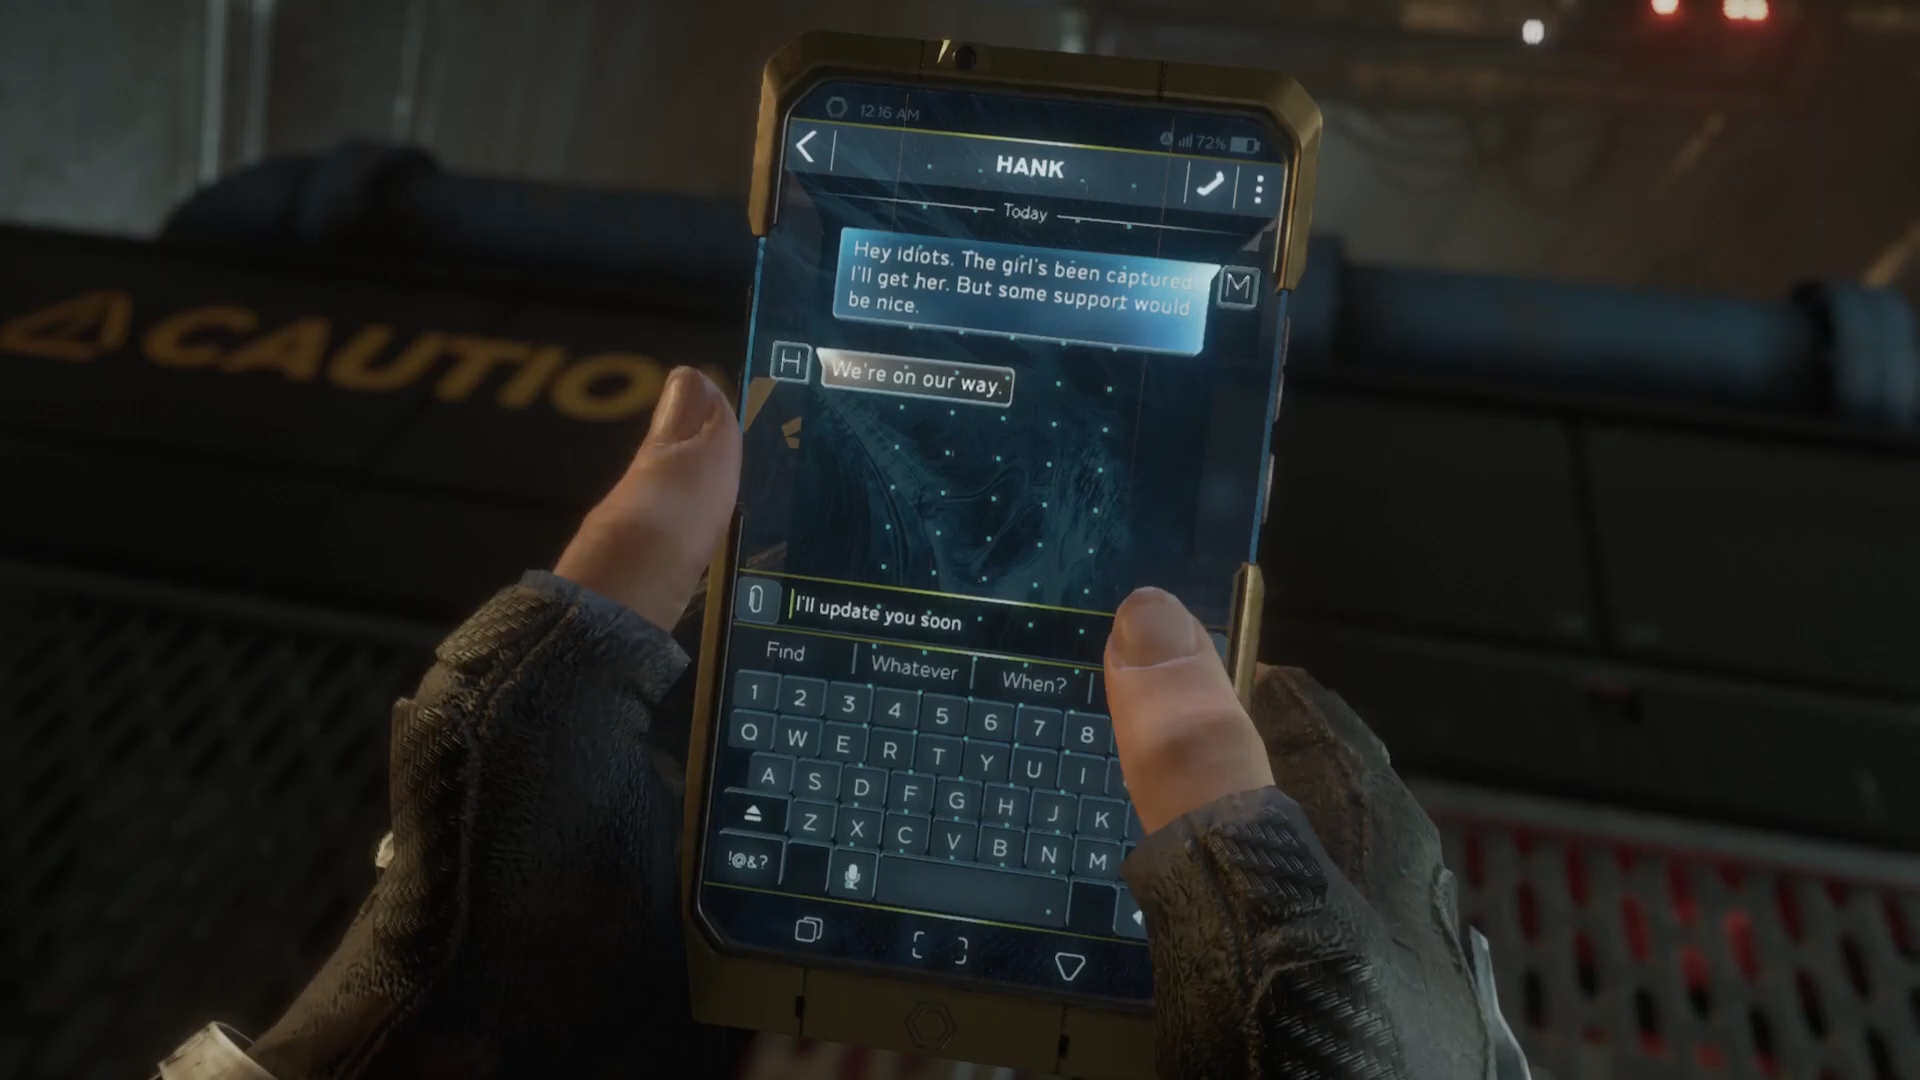 12:16 AM
72%
HANK
Today
Hey idiots. The girl's been captured
I'll get her. But some support would
be nice.
M
H
We're on our way.
I'll update you soon
Find Whatever When?
1 2 3 4 5 6 7 8
Q W E R T Y U I
A S D F G H J K
Z X C V B N M
!@&?
CAUTIO